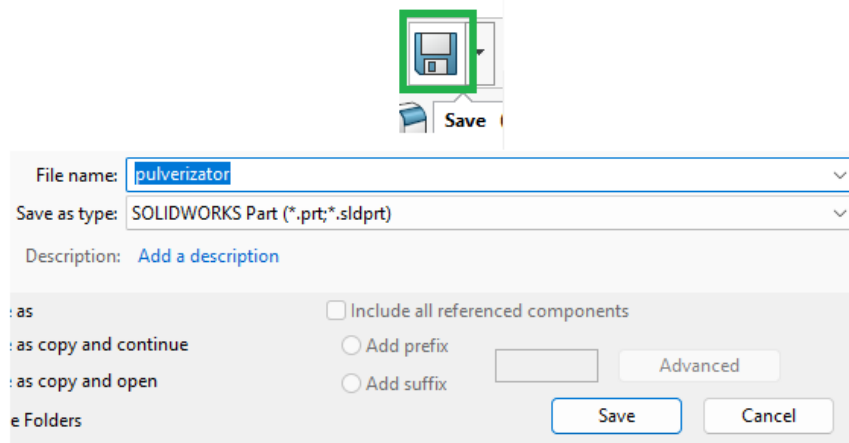 Save
File name: pulverizator
Save as type: SOLIDWORKS Part (*.prt;*.sldprt)
Description: Add a description
as Include all referenced components
as copy and continue Add prefix
Advanced
as copy and open Add suffix
Folders Save Cancel